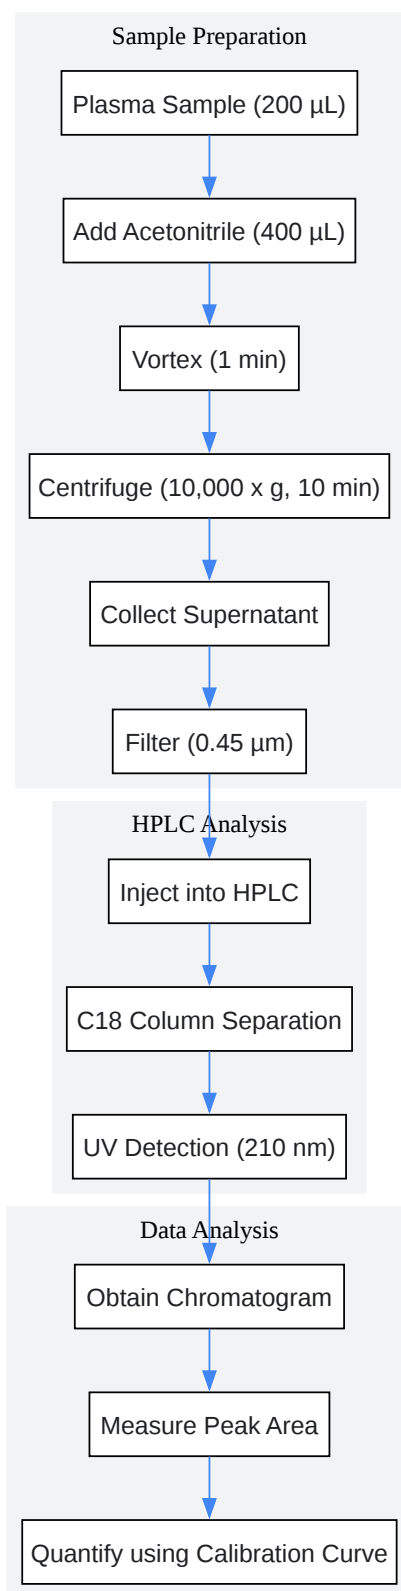 Sample Preparation
Plasma Sample (200 µL)
Add Acetonitrile (400 µL)
Vortex (1 min)
Centrifuge (10,000 x g, 10 min)
Collect Supernatant
Filter (0.45 µm)
HPLC Analysis
Inject into HPLC
C18 Column Separation
UV Detection (210 nm)
Data Analysis
Obtain Chromatogram
Measure Peak Area
Quantify using Calibration Curve